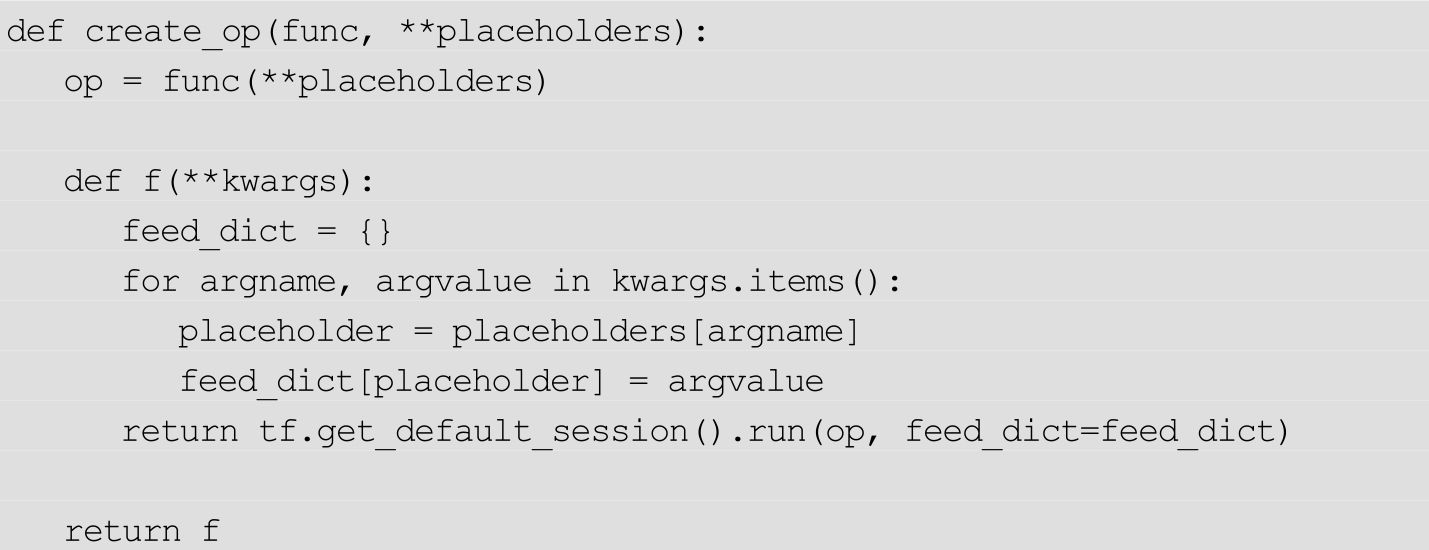 def create_op(func, **placeholders):
   op = func(**placeholders)

   def f(**kwargs):
      feed_dict = {}
      for argname, argvalue in kwargs.items():
         placeholder = placeholders[argname]
         feed_dict[placeholder] = argvalue
      return tf.get_default_session().run(op, feed_dict=feed_dict)

   return f